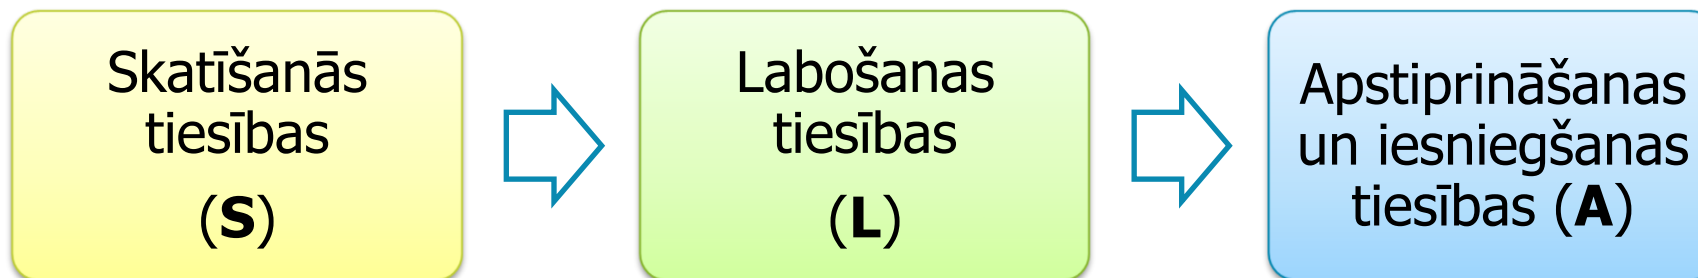 Skatīšanās
tiesības
(S)
Labošanas
tiesības
(L)
Apstiprināšanas
un iesniegšanas
tiesības (A)